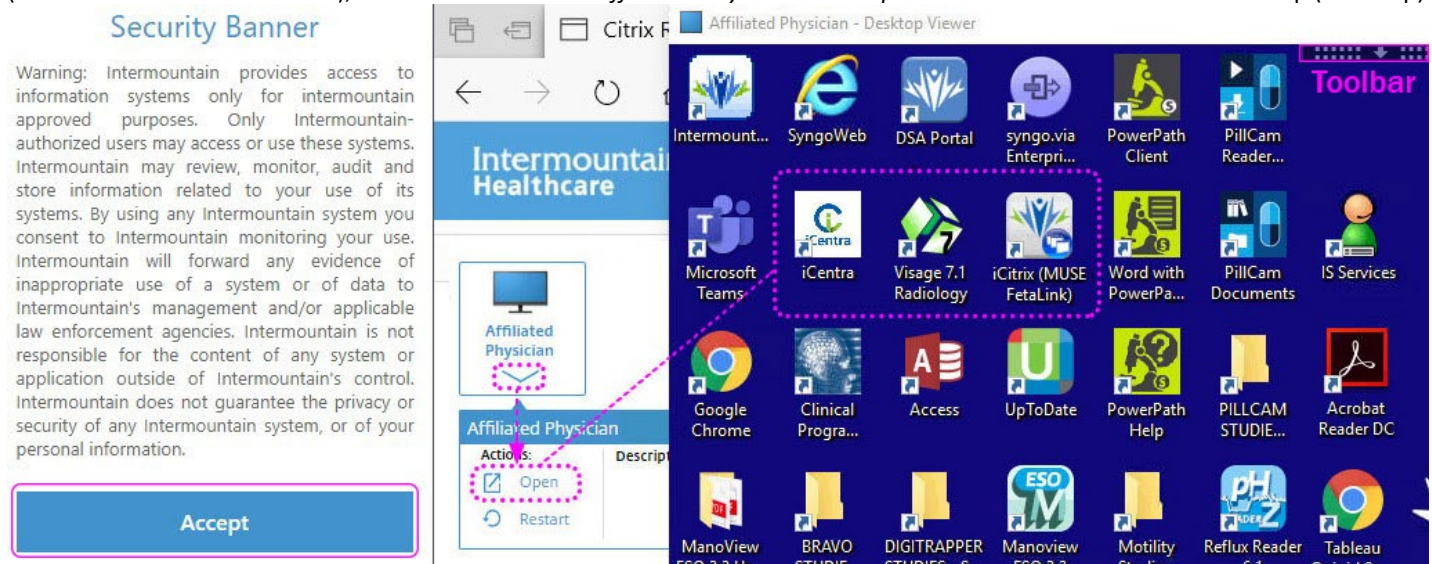 Security Banner
Warning: Intermountain provides access to
information systems only for intermountain
approved purposes. Only Intermountain-
authorized users may access or use these systems.
Intermountain may review, monitor, audit and
store information related to your use of its
systems. By using any Intermountain system you
consent to Intermountain monitoring your use.
Intermountain will forward any evidence of
inappropriate use of a system or of data to
Intermountain's management and/or applicable
law enforcement agencies. Intermountain is not
responsible for the content of any system or
application outside of Intermountain's control.
Intermountain does not guarantee the privacy or
security of any Intermountain system, or of your
personal information.
Accept
Citrix R
Intermountai
Healthcare
Affiliated
Physician
Affiliated Physician
Actions:
Descript
Open
Restart
Affiliated Physician - Desktop Viewer
Toolbar
Intermount...
SyngoWeb
DSA Portal
syngo.via
Enterpri...
PowerPath
Client
PillCam
Reader...
Microsoft
Teams
iCentra
iCentra
Visage 7.1
Radiology
iCitrix (MUSE
FetaLink)
Word with
PowerPa...
PillCam
Documents
IS Services
Google
Chrome
Clinical
Progra...
Access
UpToDate
PowerPath
Help
PILLCAM
STUDIE...
Acrobat
Reader DC
ESO
ManoView
BRAVO
DIGITRAPPER
Manoview
Motility
Reflux Reader
Tableau